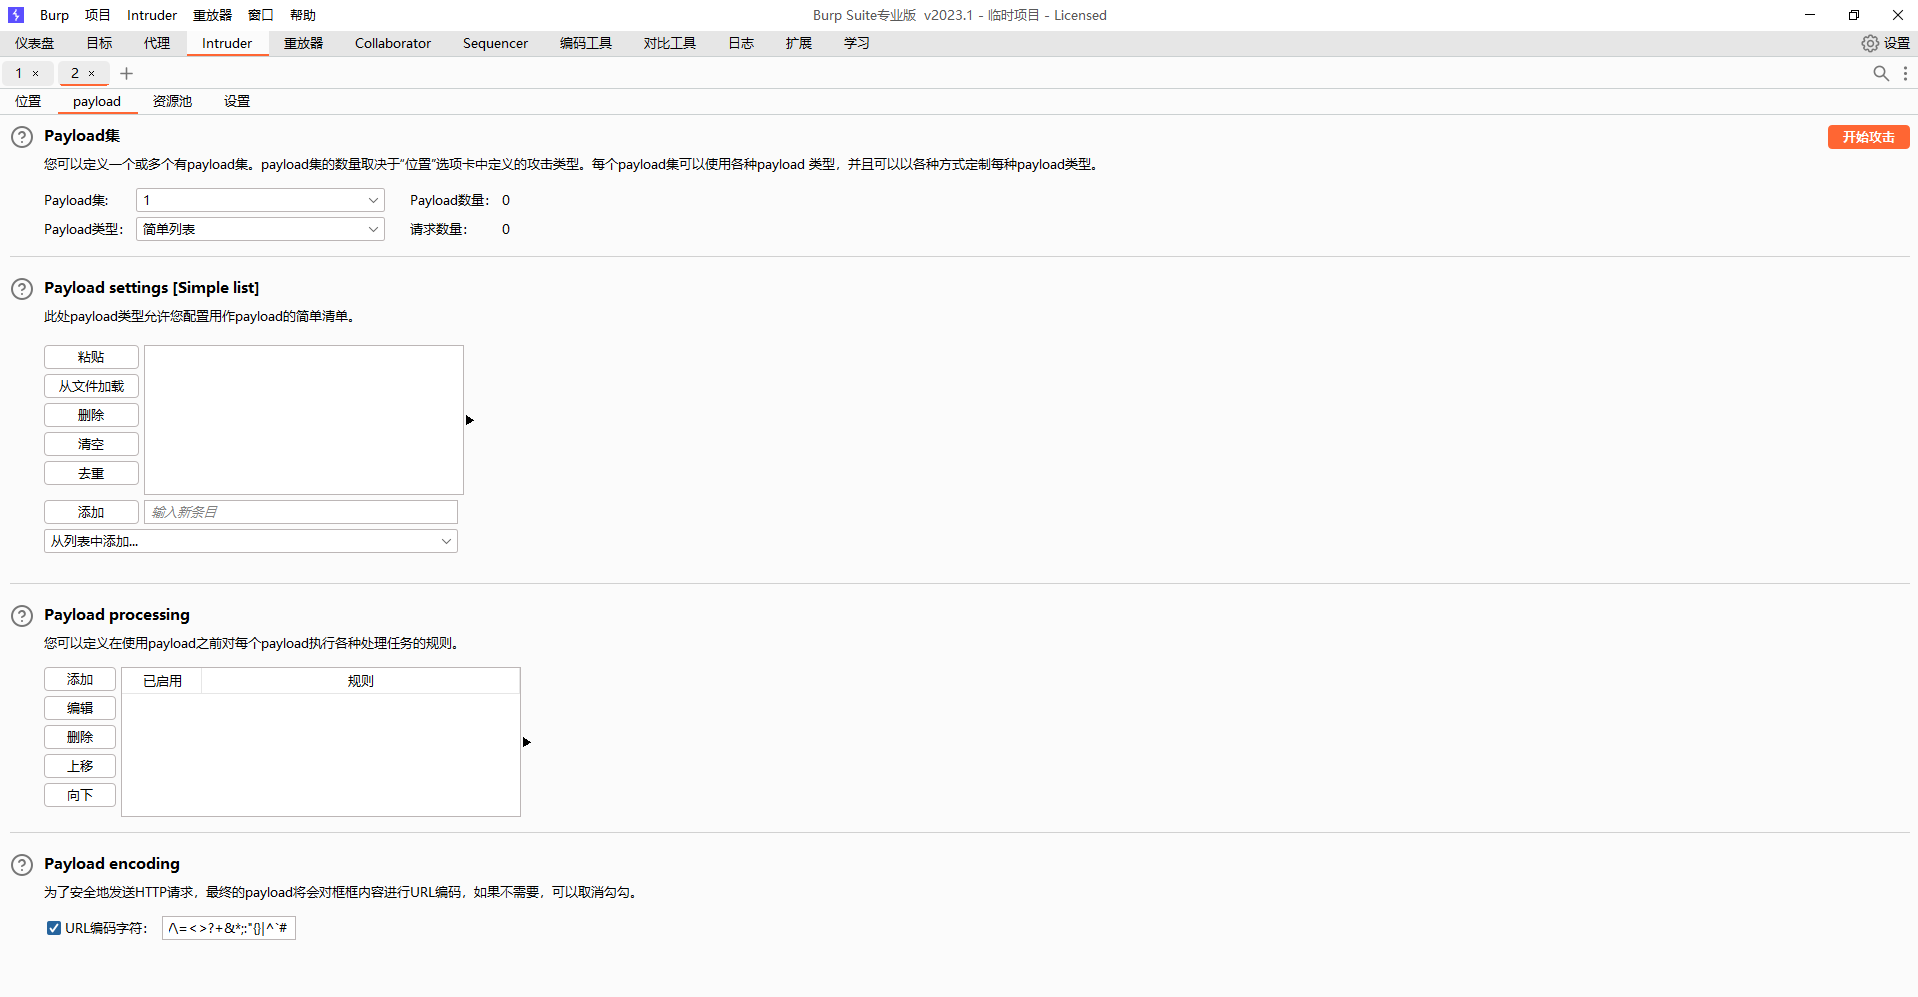 Burp 项目 Intruder 重放器 窗口 帮助 Burp Suite专业版 v2023.1 - 临时项目 - Licensed
仪表盘 目标 代理 Intruder 重放器 Collaborator Sequencer 编码工具 对比工具 日志 扩展 学习 设置
1 × 2 × +
位置 payload 资源池 设置
? Payload集 开始攻击
您可以定义一个或多个有payload集。payload集的数量取决于“位置”选项卡中定义的攻击类型。每个payload集可以使用各种payload 类型，并且可以以各种方式定制每种payload类型。
Payload集: 1 Payload数量: 0
Payload类型: 简单列表 请求数量: 0
? Payload settings [Simple list]
此处payload类型允许您配置用作payload的简单清单。
粘贴
从文件加载
删除
清空
去重
添加 输入新条目
从列表中添加...
? Payload processing
您可以定义在使用payload之前对每个payload执行各种处理任务的规则。
添加 已启用 规则
编辑
删除
上移
向下
? Payload encoding
为了安全地发送HTTP请求，最终的payload将会对框框内容进行URL编码，如果不需要，可以取消勾勾。
URL编码字符: /\=<>?+&*;:"{}|^`#